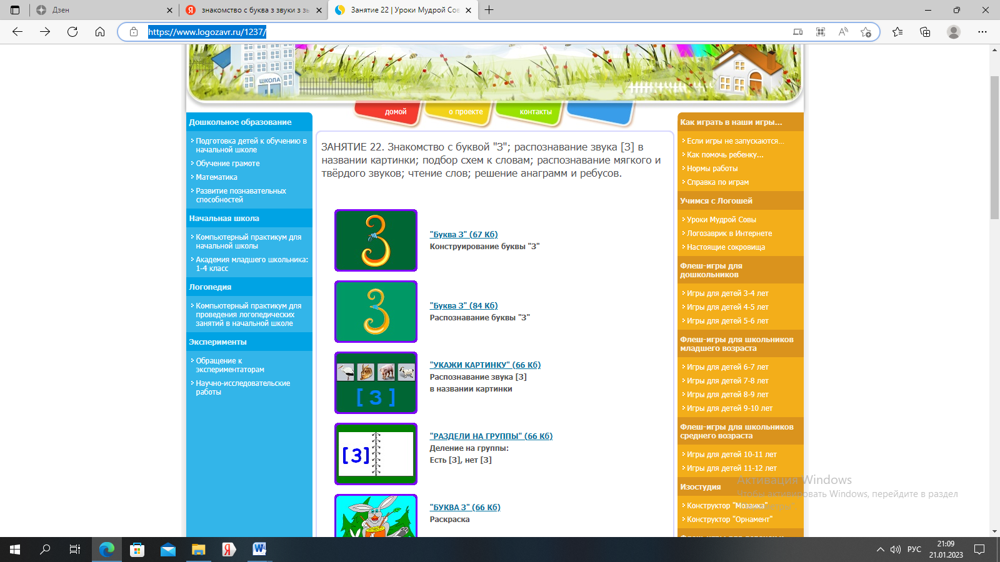 Дзен
знакомство с буква з звуки з зь
Занятие 22 | Уроки Мудрой Сов
https://www.logozavr.ru/1237/
ШКОЛА
домой
о проекте
контакты
Дошкольное образование
Подготовка детей к обучению в
начальной школе
Обучение грамоте
Математика
Развитие познавательных
способностей
Начальная школа
Компьютерный практикум для
начальной школы
Академия младшего школьника:
1-4 класс
Логопедия
Компьютерный практикум для
проведения логопедических
занятий в начальной школе
Эксперименты
Обращение к
экспериментаторам
Научно-исследовательские
работы
ЗАНЯТИЕ 22. Знакомство с буквой "З"; распознавание звука [З] в
названии картинки; подбор схем к словам; распознавание мягкого и
твёрдого звуков; чтение слов; решение анаграмм и ребусов.
З
"Буква З" (67 Кб)
Конструирование буквы "З"
З
"Буква З" (84 Кб)
Распознавание буквы "З"
[ З ]
"УКАЖИ КАРТИНКУ" (66 Кб)
Распознавание звука [З]
в названии картинки
[З]
"РАЗДЕЛИ НА ГРУППЫ" (66 Кб)
Деление на группы:
Есть [З], нет [З]
"БУКВА З" (66 Кб)
Раскраска
Как играть в наши игры...
Если игры не запускаются...
Как помочь ребенку...
Нормы работы
Справка по играм
Учимся с Логошей
Уроки Мудрой Совы
Логозаврик в Интернете
Настоящие сокровища
Флеш-игры для
дошкольников
Игры для детей 3-4 лет
Игры для детей 4-5 лет
Игры для детей 5-6 лет
Флеш-игры для школьников
младшего возраста
Игры для детей 6-7 лет
Игры для детей 7-8 лет
Игры для детей 8-9 лет
Игры для детей 9-10 лет
Флеш-игры для школьников
среднего возраста
Игры для детей 10-11 лет
Игры для детей 11-12 лет
Изостудия
Конструктор "Мозаика"
Конструктор "Орнамент"
Активация Windows
Чтобы активировать Windows, перейдите в раздел
РУС
21:09
21.01.2023